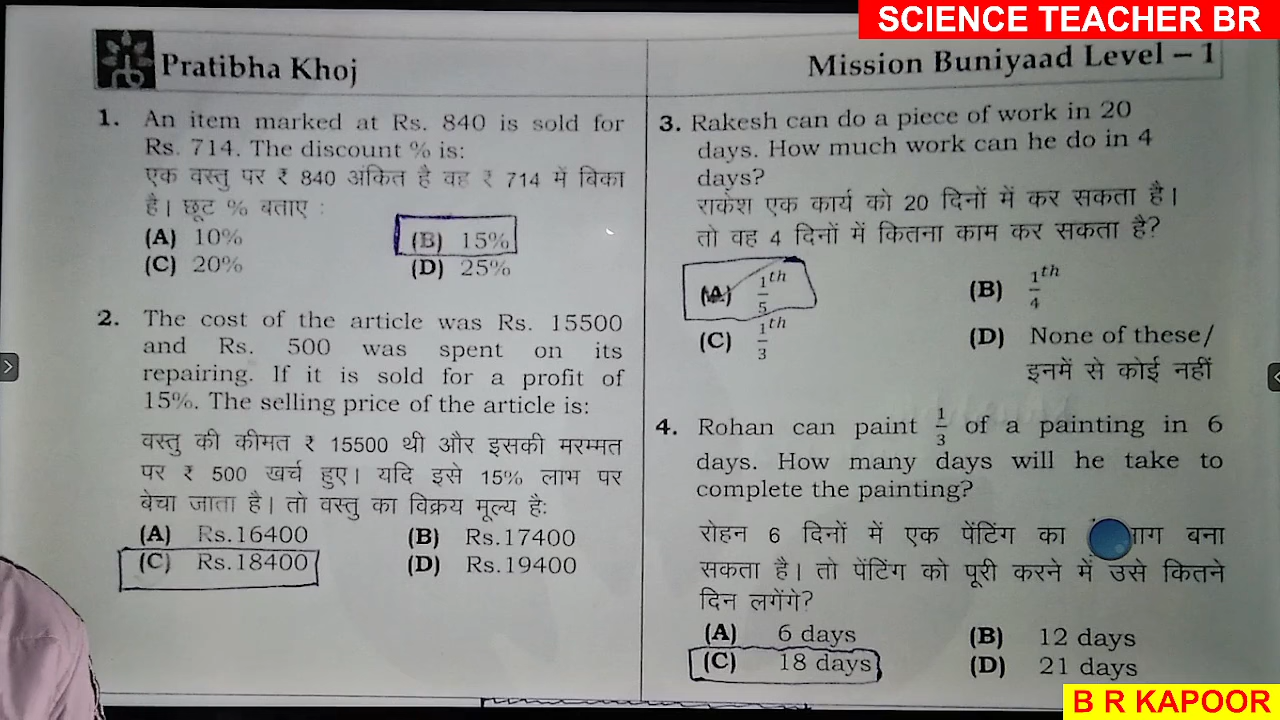 SCIENCE TEACHER BR
Pratibha Khoj
Mission Buniyaad Level – 1
1. An item marked at Rs. 840 is sold for
Rs. 714. The discount % is:
एक वस्तु पर ₹ 840 अंकित है वह ₹ 714 में बिका
है। छूट % बताए :
(A) 10% (B) 15%
(C) 20% (D) 25%
2. The cost of the article was Rs. 15500
and Rs. 500 was spent on its
repairing. If it is sold for a profit of
15%. The selling price of the article is:
वस्तु की कीमत ₹ 15500 थी और इसकी मरम्मत
पर ₹ 500 खर्च हुए। यदि इसे 15% लाभ पर
बेचा जाता है। तो वस्तु का विक्रय मूल्य है:
(A) Rs.16400 (B) Rs.17400
(C) Rs.18400 (D) Rs.19400
3. Rakesh can do a piece of work in 20
days. How much work can he do in 4
days?
राकेश एक कार्य को 20 दिनों में कर सकता है।
तो वह 4 दिनों में कितना काम कर सकता है?
(A) 1/5 th (B) 1/4 th
(C) 1/3 th (D) None of these/
इनमें से कोई नहीं
4. Rohan can paint 1/3 of a painting in 6
days. How many days will he take to
complete the painting?
रोहन 6 दिनों में एक पेंटिंग का बना
सकता है। तो पेंटिंग को पूरी करने में उसे कितने
दिन लगेंगे?
(A) 6 days (B) 12 days
(C) 18 days (D) 21 days
B R KAPOOR